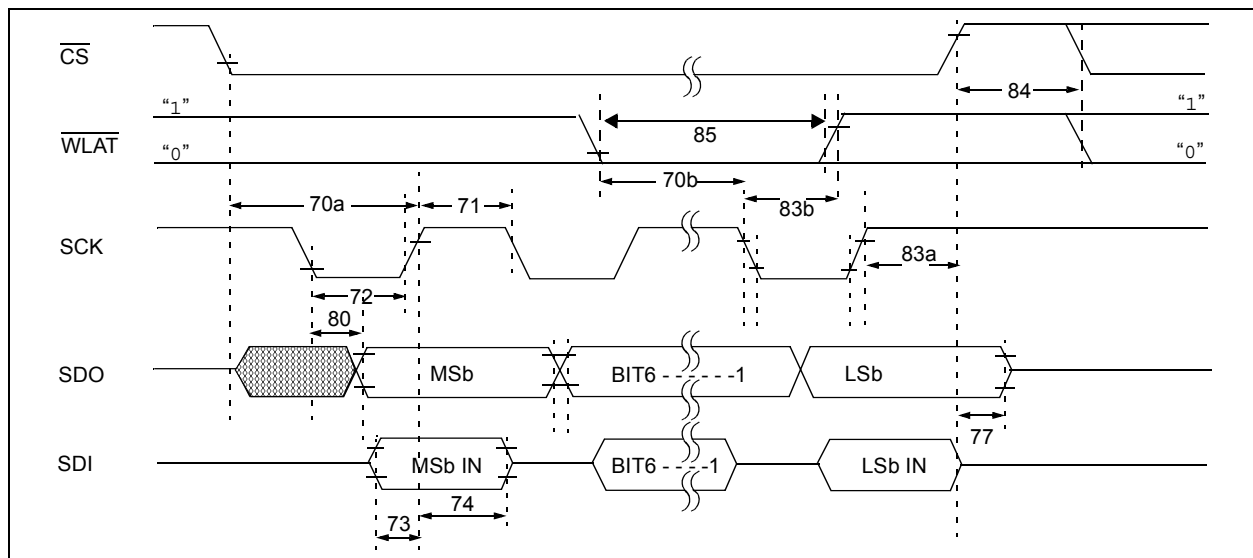 CS
84
“1” “1”
85
WLAT
“0” “0”
70b
70a 71 83b
SCK
83a
72
80
SDO MSb BIT6 - - - - - - -1 LSb
77
SDI MSb IN BIT6 - - - - -1 LSb IN
74
73